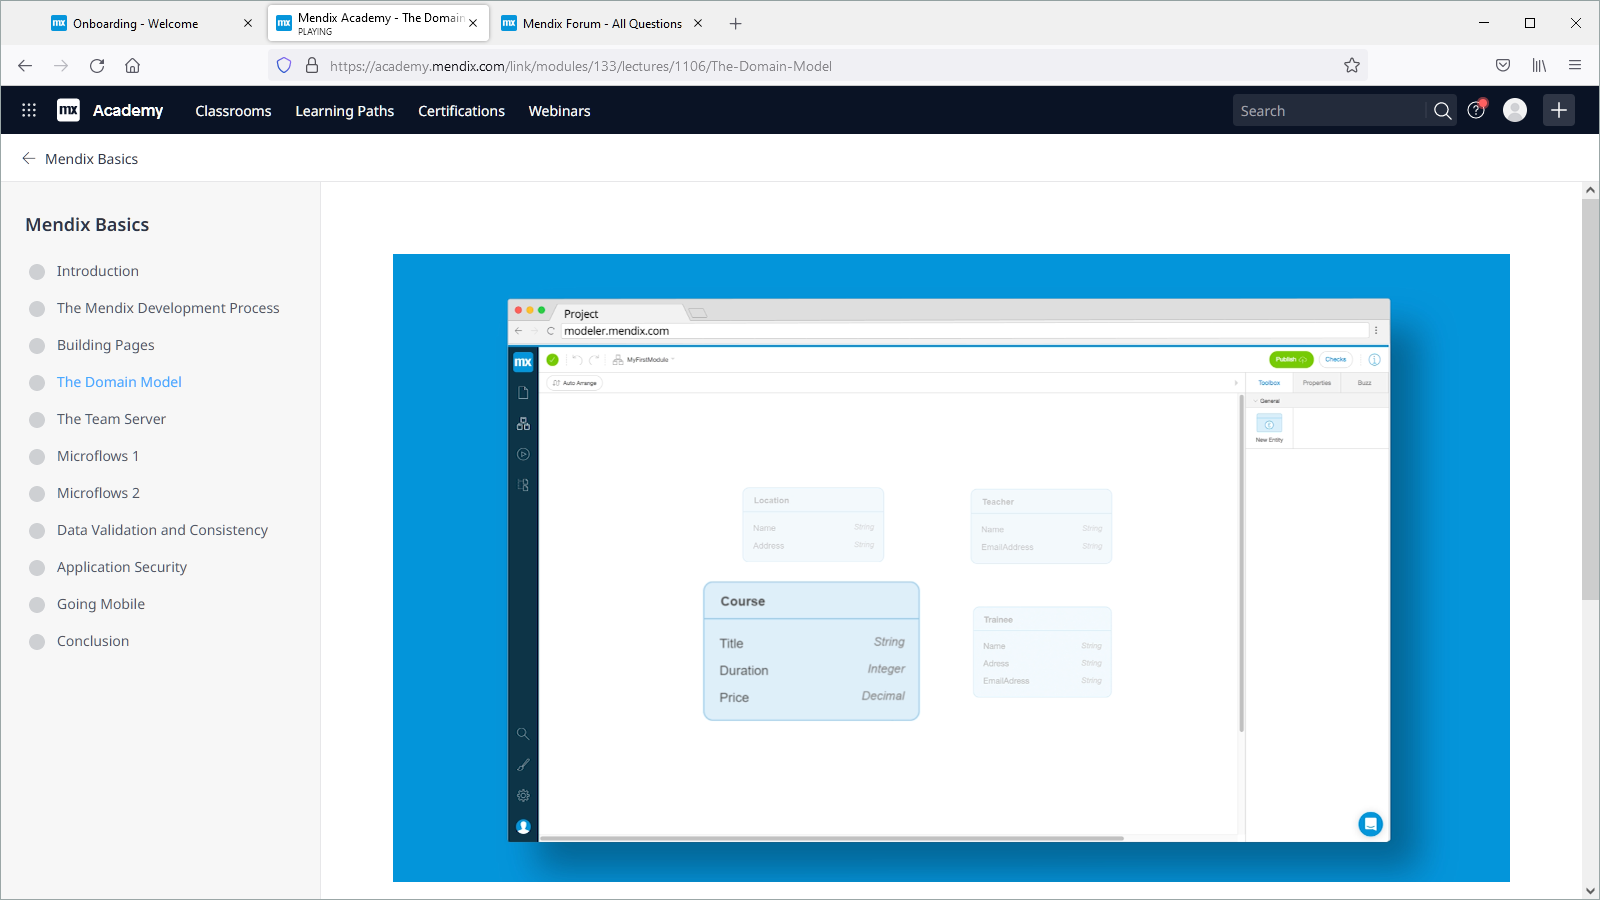 Onboarding - Welcome
Mendix Academy - The Domain
PLAYING
Mendix Forum - All Questions
https://academy.mendix.com/link/modules/133/lectures/1106/The-Domain-Model
mx Academy Classrooms Learning Paths Certifications Webinars Search
Mendix Basics
Mendix Basics
Introduction
The Mendix Development Process
Building Pages
The Domain Model
The Team Server
Microflows 1
Microflows 2
Data Validation and Consistency
Application Security
Going Mobile
Conclusion
Project
modeler.mendix.com
mx MyFirstModule Publish Checks
Auto Arrange Toolbox Properties Buzz
General
New Entity
Location
Name String
Address String
Teacher
Name String
EmailAddress String
Course
Title String
Duration Integer
Price Decimal
Trainee
Name String
Adress String
EmailAdress String